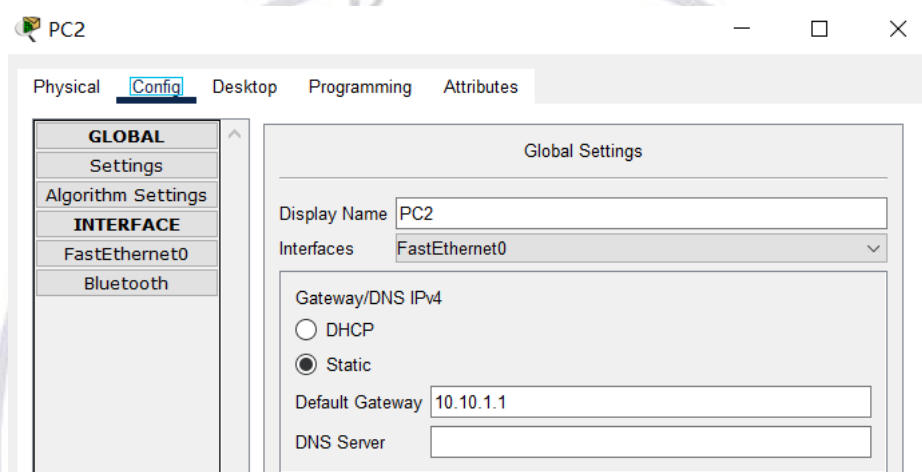 PC2
Physical Config Desktop Programming Attributes
GLOBAL
Settings
Algorithm Settings
INTERFACE
FastEthernet0
Bluetooth
Global Settings
Display Name PC2
Interfaces FastEthernet0
Gateway/DNS IPv4
DHCP
Static
Default Gateway 10.10.1.1
DNS Server